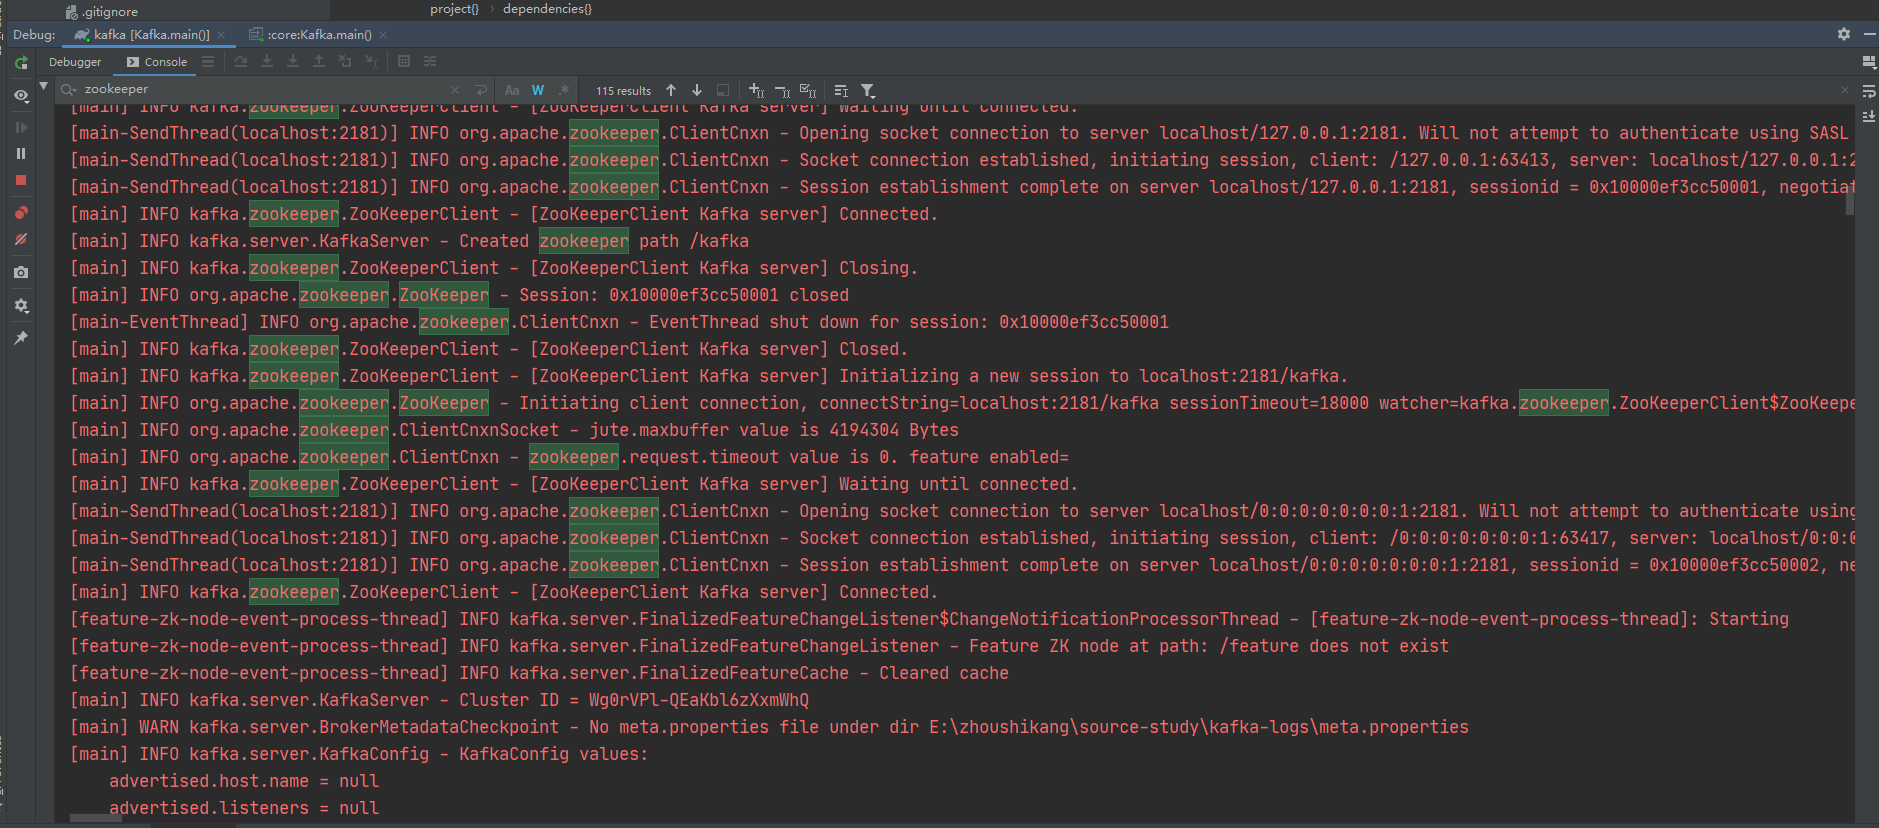 .gitignore
project{} › dependencies{}
Debug: kafka [Kafka.main()] × :core:Kafka.main() ×
Debugger Console
zookeeper × Aa W .* 115 results
[main] INFO kafka.zookeeper.ZooKeeperClient - [ZooKeeperClient Kafka server] Waiting until connected.
[main-SendThread(localhost:2181)] INFO org.apache.zookeeper.ClientCnxn - Opening socket connection to server localhost/127.0.0.1:2181. Will not attempt to authenticate using SASL
[main-SendThread(localhost:2181)] INFO org.apache.zookeeper.ClientCnxn - Socket connection established, initiating session, client: /127.0.0.1:63413, server: localhost/127.0.0.1:2
[main-SendThread(localhost:2181)] INFO org.apache.zookeeper.ClientCnxn - Session establishment complete on server localhost/127.0.0.1:2181, sessionid = 0x10000ef3cc50001, negotiat
[main] INFO kafka.zookeeper.ZooKeeperClient - [ZooKeeperClient Kafka server] Connected.
[main] INFO kafka.server.KafkaServer - Created zookeeper path /kafka
[main] INFO kafka.zookeeper.ZooKeeperClient - [ZooKeeperClient Kafka server] Closing.
[main] INFO org.apache.zookeeper.ZooKeeper - Session: 0x10000ef3cc50001 closed
[main-EventThread] INFO org.apache.zookeeper.ClientCnxn - EventThread shut down for session: 0x10000ef3cc50001
[main] INFO kafka.zookeeper.ZooKeeperClient - [ZooKeeperClient Kafka server] Closed.
[main] INFO kafka.zookeeper.ZooKeeperClient - [ZooKeeperClient Kafka server] Initializing a new session to localhost:2181/kafka.
[main] INFO org.apache.zookeeper.ZooKeeper - Initiating client connection, connectString=localhost:2181/kafka sessionTimeout=18000 watcher=kafka.zookeeper.ZooKeeperClient$ZooKeepe
[main] INFO org.apache.zookeeper.ClientCnxnSocket - jute.maxbuffer value is 4194304 Bytes
[main] INFO org.apache.zookeeper.ClientCnxn - zookeeper.request.timeout value is 0. feature enabled=
[main] INFO kafka.zookeeper.ZooKeeperClient - [ZooKeeperClient Kafka server] Waiting until connected.
[main-SendThread(localhost:2181)] INFO org.apache.zookeeper.ClientCnxn - Opening socket connection to server localhost/0:0:0:0:0:0:0:1:2181. Will not attempt to authenticate using
[main-SendThread(localhost:2181)] INFO org.apache.zookeeper.ClientCnxn - Socket connection established, initiating session, client: /0:0:0:0:0:0:0:1:63417, server: localhost/0:0:0
[main-SendThread(localhost:2181)] INFO org.apache.zookeeper.ClientCnxn - Session establishment complete on server localhost/0:0:0:0:0:0:0:1:2181, sessionid = 0x10000ef3cc50002, ne
[main] INFO kafka.zookeeper.ZooKeeperClient - [ZooKeeperClient Kafka server] Connected.
[feature-zk-node-event-process-thread] INFO kafka.server.FinalizedFeatureChangeListener$ChangeNotificationProcessorThread - [feature-zk-node-event-process-thread]: Starting
[feature-zk-node-event-process-thread] INFO kafka.server.FinalizedFeatureChangeListener - Feature ZK node at path: /feature does not exist
[feature-zk-node-event-process-thread] INFO kafka.server.FinalizedFeatureCache - Cleared cache
[main] INFO kafka.server.KafkaServer - Cluster ID = Wg0rVPl-QEaKbl6zXxmWhQ
[main] WARN kafka.server.BrokerMetadataCheckpoint - No meta.properties file under dir E:\zhoushikang\source-study\kafka-logs\meta.properties
[main] INFO kafka.server.KafkaConfig - KafkaConfig values:
advertised.host.name = null
advertised.listeners = null